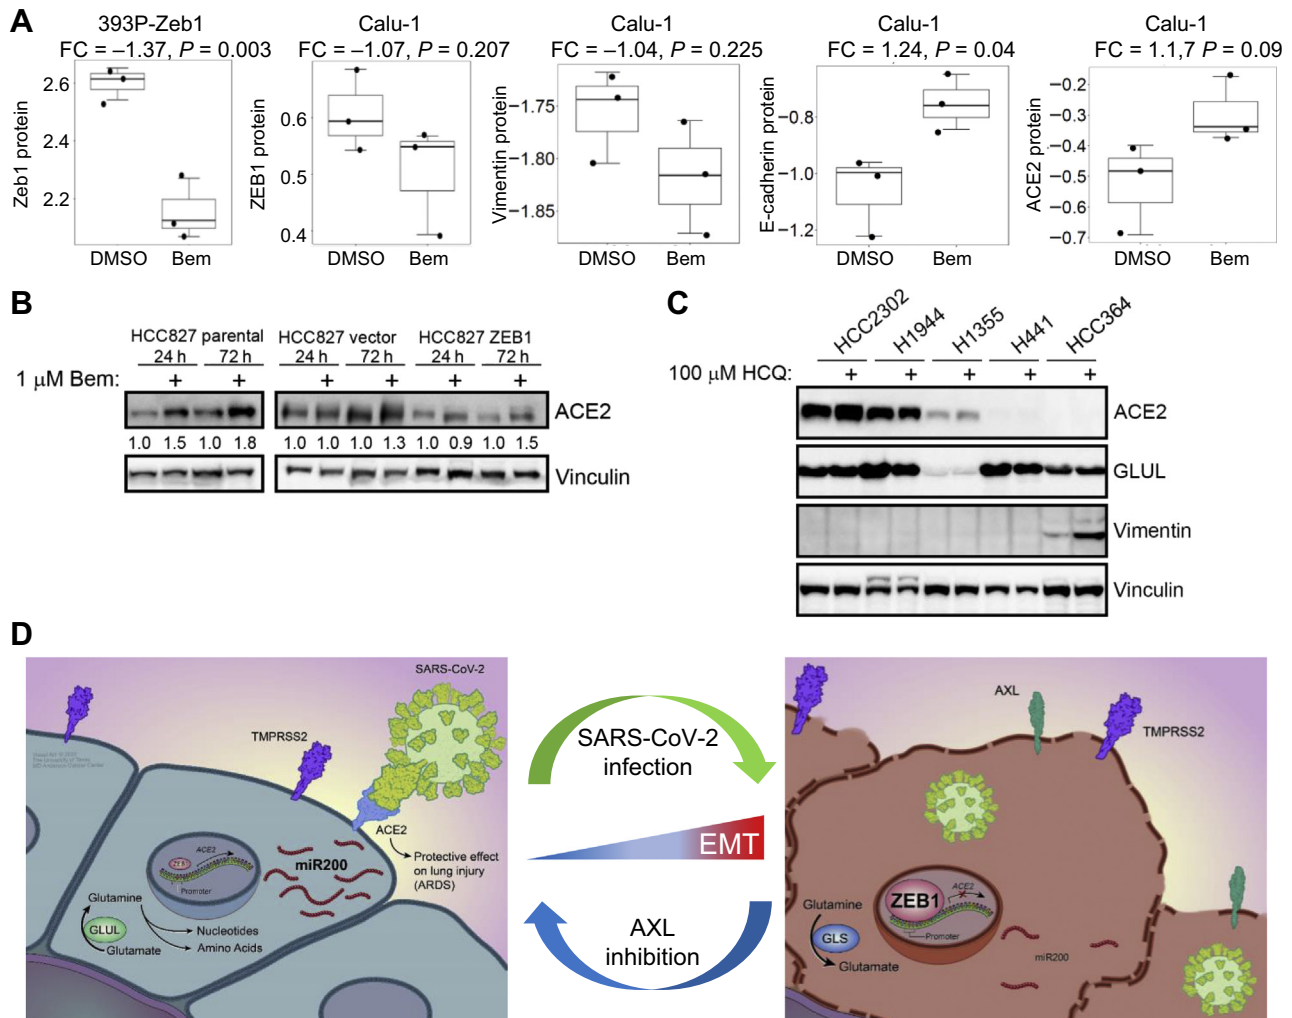 A
393P-Zeb1
FC = –1.37, P = 0.003
Zeb1 protein
2.6
2.4
2.2
DMSO Bem
Calu-1
FC = –1.07, P = 0.207
ZEB1 protein
0.6
0.5
0.4
DMSO Bem
Calu-1
FC = –1.04, P = 0.225
Vimentin protein
–1.75
–1.80
–1.85
DMSO Bem
Calu-1
FC = 1.24, P = 0.04
E-cadherin protein
–0.8
–1.0
–1.2
DMSO Bem
Calu-1
FC = 1.1,7 P = 0.09
ACE2 protein
–0.2
–0.3
–0.4
–0.5
–0.6
–0.7
DMSO Bem
B
HCC827 parental HCC827 vector HCC827 ZEB1
24 h 72 h 24 h 72 h 24 h 72 h
1 μM Bem: + + + + + +
ACE2
1.0 1.5 1.0 1.8 1.0 1.0 1.0 1.3 1.0 0.9 1.0 1.5
Vinculin
C
HCC2302 H1944 H1355 H441 HCC364
100 μM HCQ: + + + + +
ACE2
GLUL
Vimentin
Vinculin
D
SARS-CoV-2
TMPRSS2
ACE2
Protective effect
on lung injury
(ARDS)
miR200
ZEB1
ACE2
Promoter
Glutamine
GLUL
Glutamate
Nucleotides
Amino Acids
SARS-CoV-2
infection
EMT
AXL
inhibition
AXL
TMPRSS2
ZEB1
ACE2
Promoter
Glutamine
GLS
Glutamate
miR200